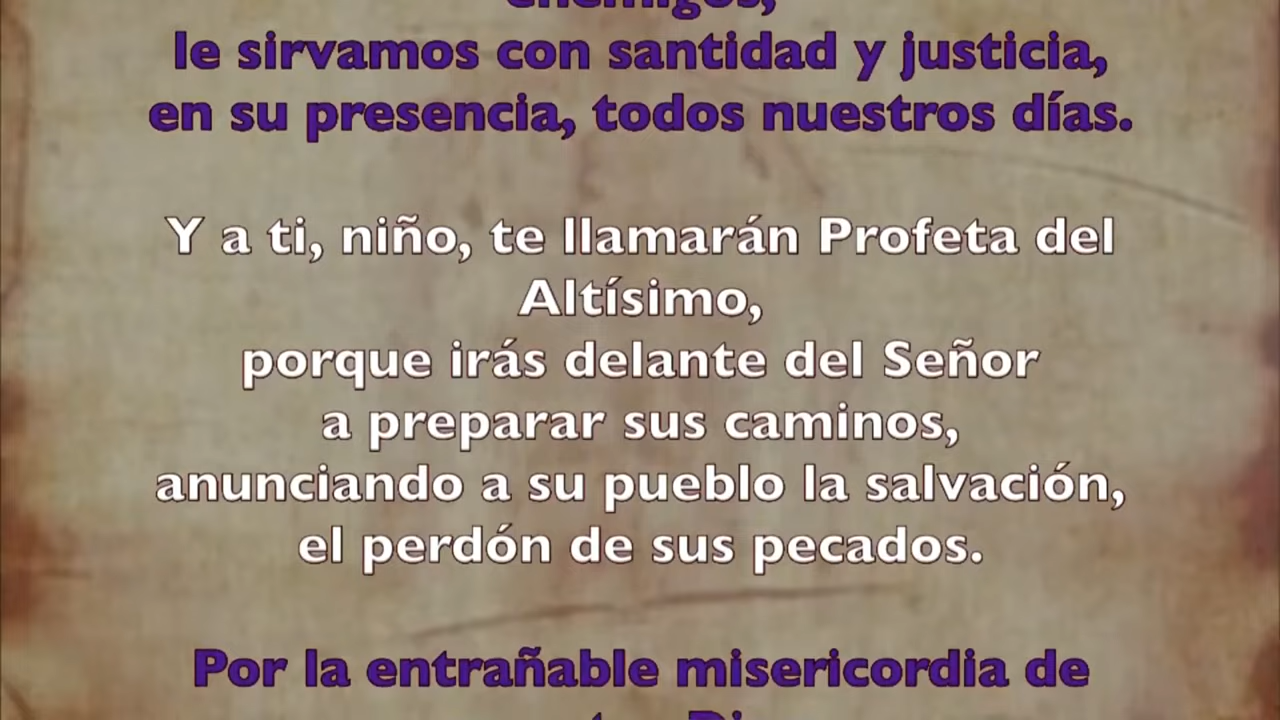 enemigos,
le sirvamos con santidad y justicia,
en su presencia, todos nuestros días.
Y a ti, niño, te llamarán Profeta del
Altísimo,
porque irás delante del Señor
a preparar sus caminos,
anunciando a su pueblo la salvación,
el perdón de sus pecados.
Por la entrañable misericordia de